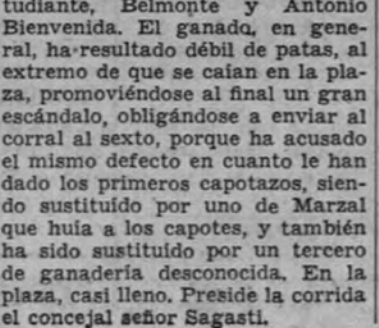 tudiante, Belmonte y Antonio
Bienvenida. El ganado, en gene-
ral, ha resultado débil de patas, al
extremo de que se caían en la pla-
za, promoviéndose al final un gran
escándalo, obligándose a enviar al
corral al sexto, porque ha acusado
el mismo defecto en cuanto le han
dado los primeros capotazos, sien-
do sustituído por uno de Marzal
que huía a los capotes, y también
ha sido sustituído por un tercero
de ganadería desconocida. En la
plaza, casi lleno. Preside la corrida
el concejal señor Sagasti.